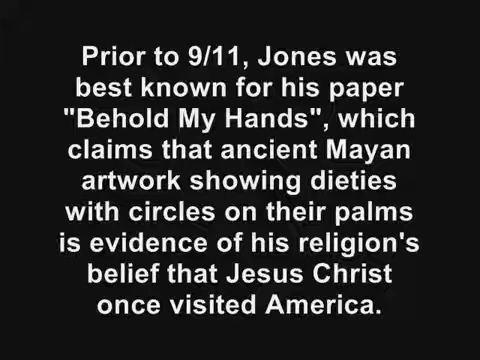 Prior to 9/11, Jones was
best known for his paper
"Behold My Hands", which
claims that ancient Mayan
artwork showing dieties
with circles on their palms
is evidence of his religion's
belief that Jesus Christ
once visited America.